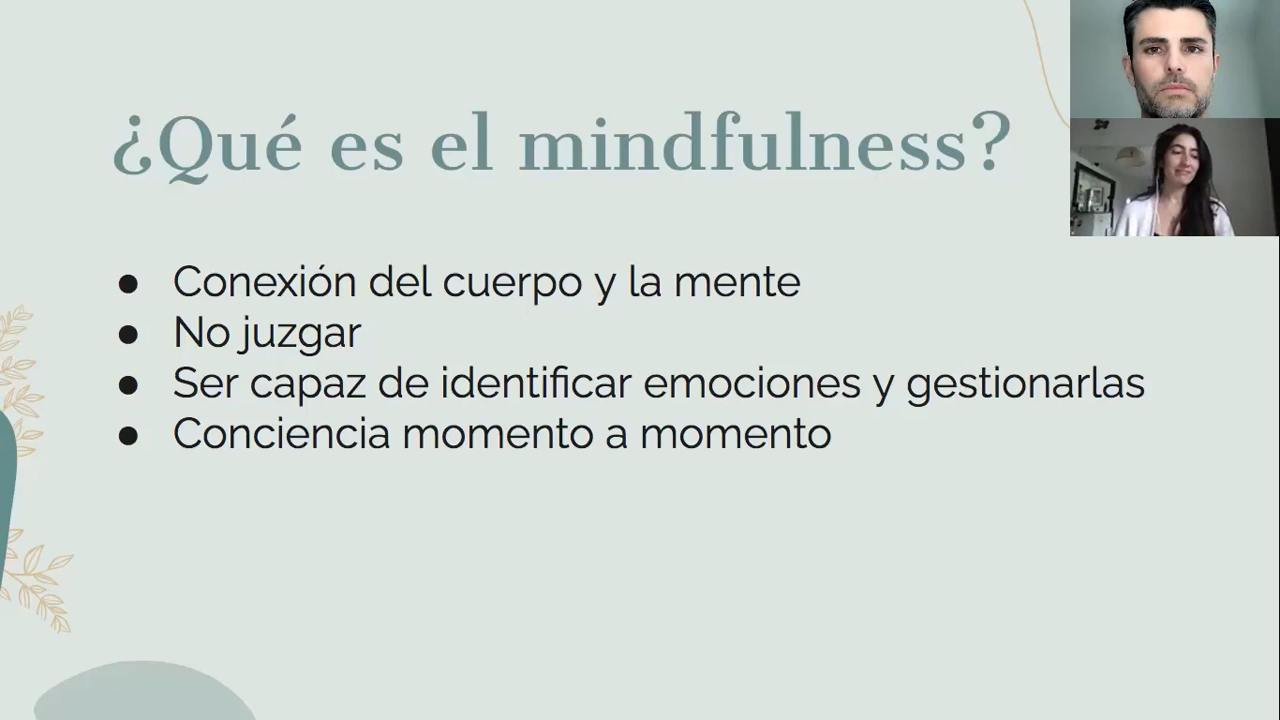 ¿Qué es el mindfulness?
● Conexión del cuerpo y la mente
● No juzgar
● Ser capaz de identificar emociones y gestionarlas
● Conciencia momento a momento